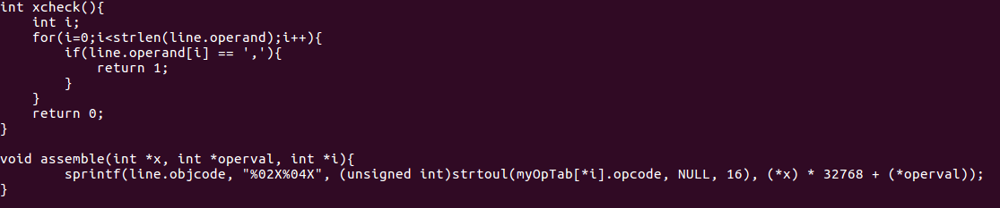 int xcheck(){
    int i;
    for(i=0;i<strlen(line.operand);i++){
        if(line.operand[i] == ','){
            return 1;
        }
    }
    return 0;
}

void assemble(int *x, int *operval, int *i){
        sprintf(line.objcode, "%02X%04X", (unsigned int)strtoul(myOpTab[*i].opcode, NULL, 16), (*x) * 32768 + (*operval));
}